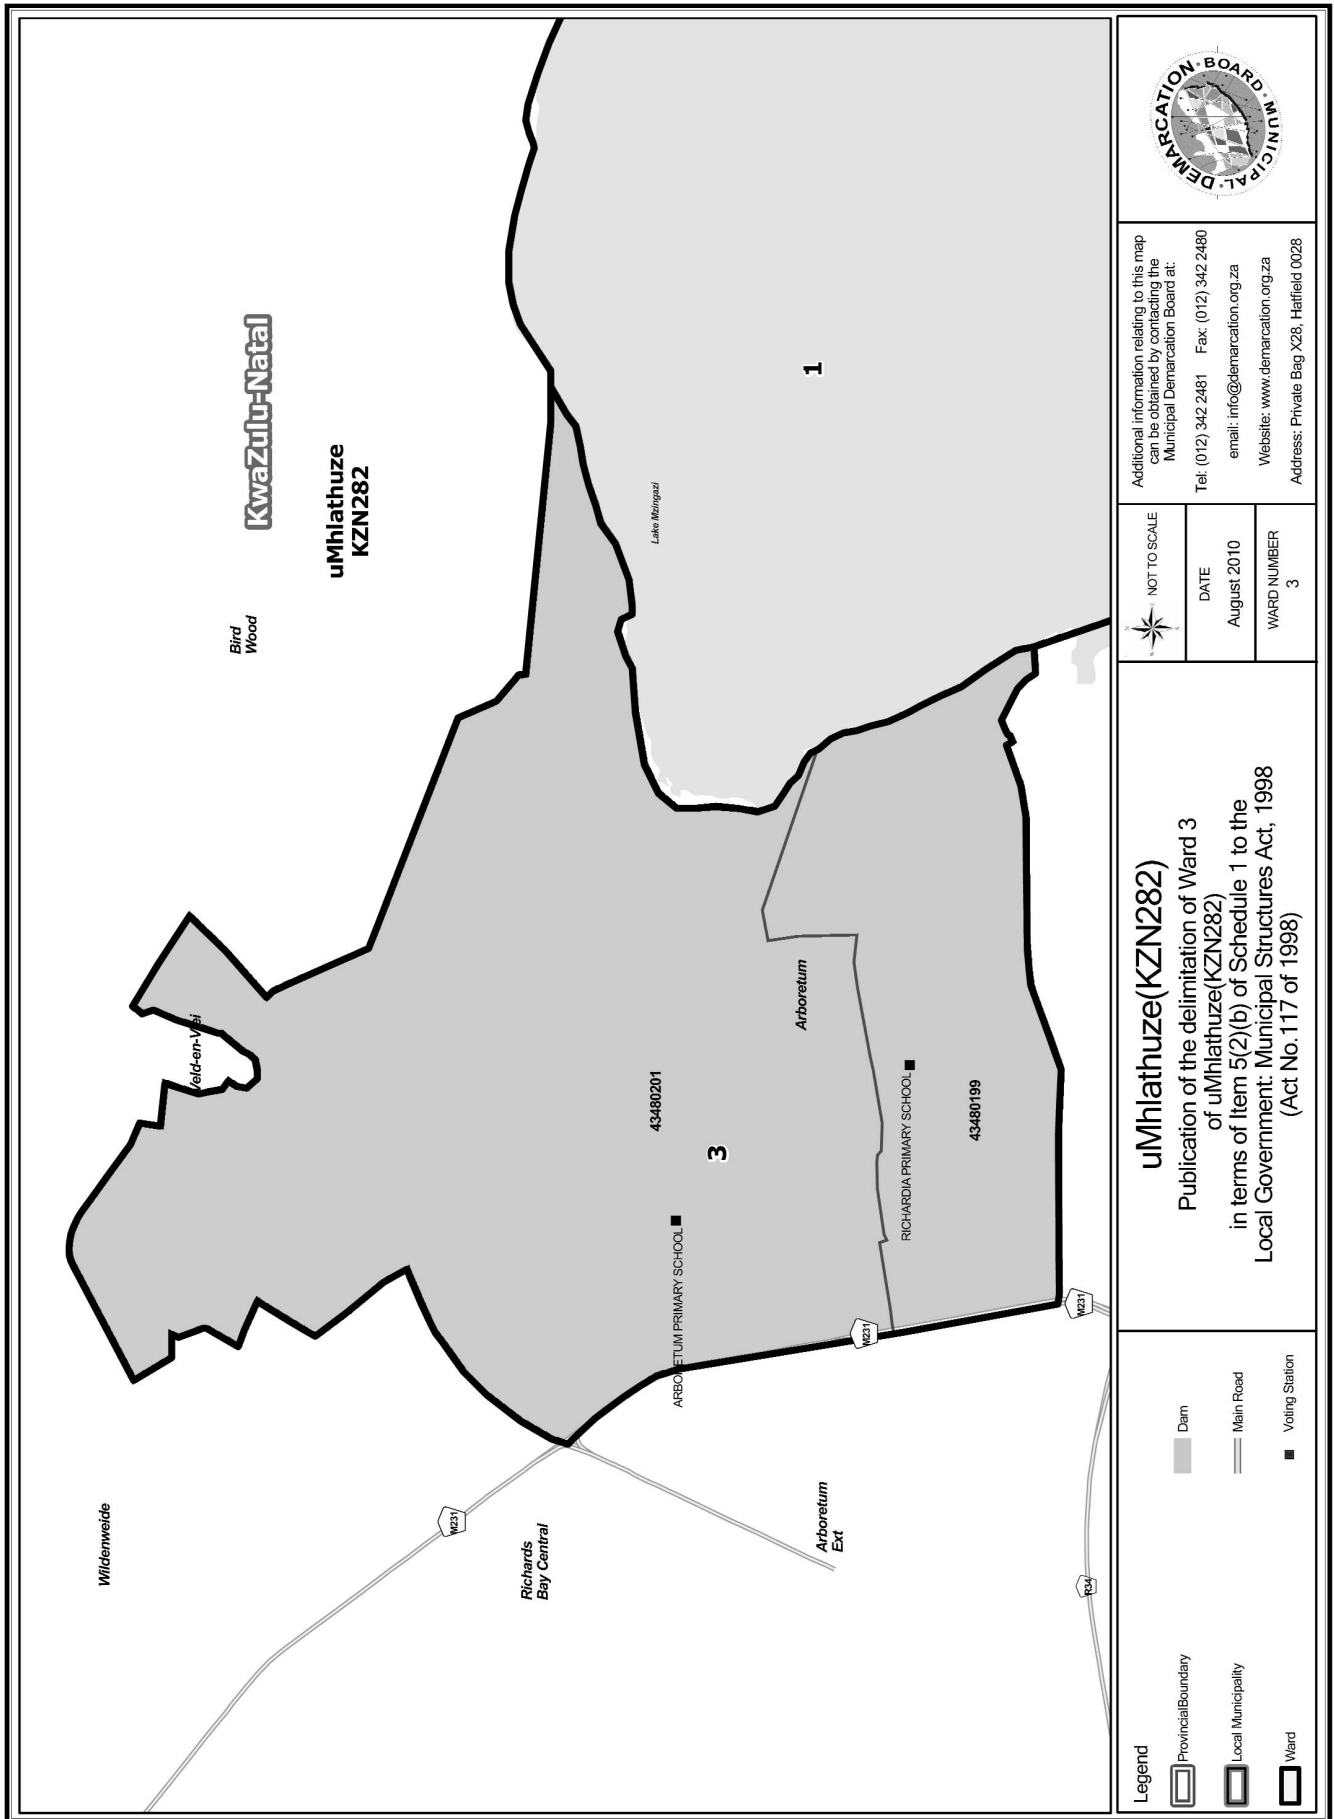 Wildenweide
Veld-en-Vlei
Bird
Wood
KwaZulu-Natal
uMhlathuze
KZN282
M231
Richards
Bay Central
Arboretum
Ext
R34
ARBORETUM PRIMARY SCHOOL
43480201
3
M231
RICHARDIA PRIMARY SCHOOL
43480199
Arboretum
M231
Lake Mzingazi
1
Legend
ProvincialBoundary
Local Municipality
Ward
Dam
Main Road
Voting Station
uMhlathuze(KZN282)
Publication of the delimitation of Ward 3
of uMhlathuze(KZN282)
in terms of Item 5(2)(b) of Schedule 1 to the
Local Government: Municipal Structures Act, 1998
(Act No.117 of 1998)
NOT TO SCALE
DATE
August 2010
WARD NUMBER
3
Additional information relating to this map
can be obtained by contacting the
Municipal Demarcation Board at:
Tel: (012) 342 2481 Fax: (012) 342 2480
email: info@demarcation.org.za
Website: www.demarcation.org.za
Address: Private Bag X28, Hatfield 0028
MUNICIPAL DEMARCATION BOARD